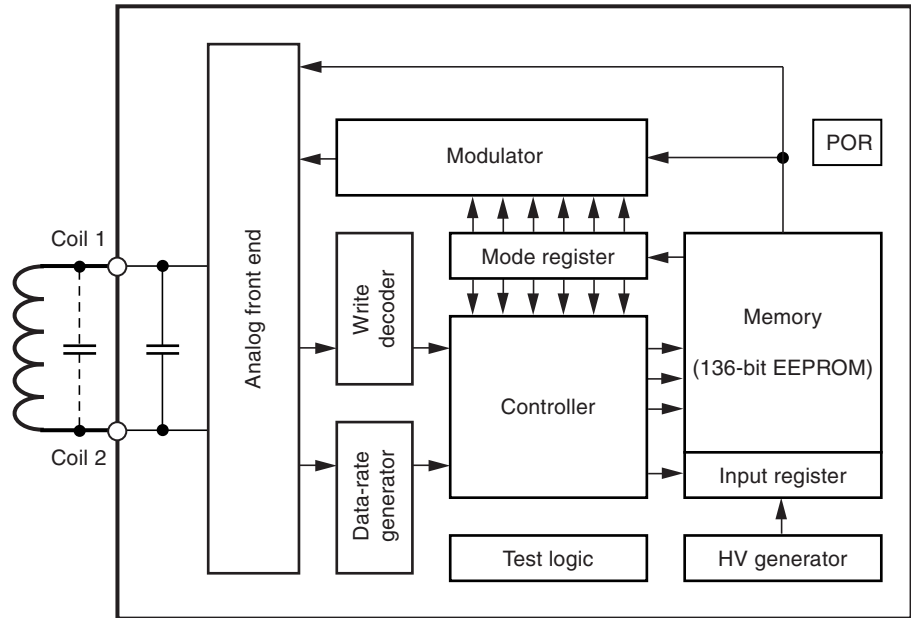 POR
Modulator
Coil 1
Analog front end
Write
decoder
Mode register
Memory
(136-bit EEPROM)
Controller
Coil 2
Data-rate
generator
Input register
Test logic
HV generator